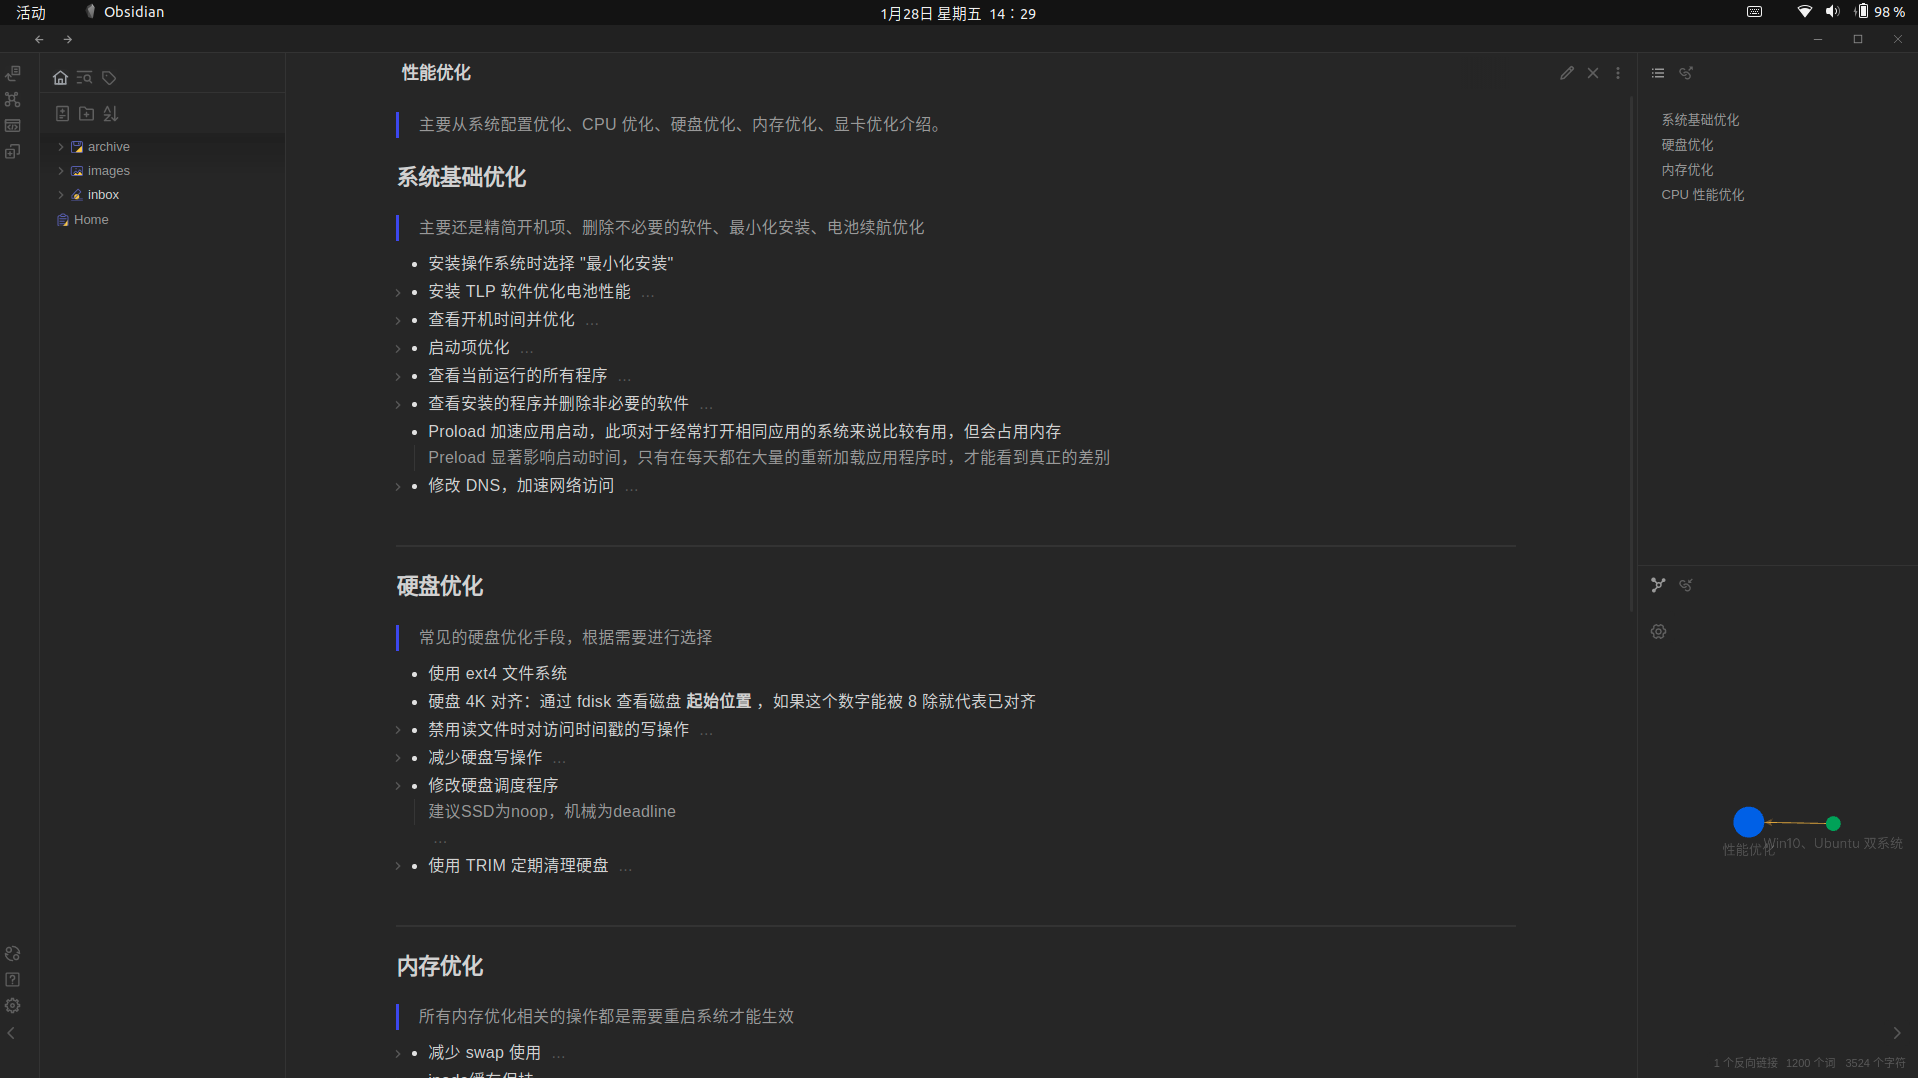 活动 Obsidian 1月28日 星期五 14：29 98 %
archive
images
inbox
Home
性能优化
主要从系统配置优化、CPU 优化、硬盘优化、内存优化、显卡优化介绍。
系统基础优化
主要还是精简开机项、删除不必要的软件、最小化安装、电池续航优化
安装操作系统时选择 "最小化安装"
安装 TLP 软件优化电池性能 ...
查看开机时间并优化 ...
启动项优化 ...
查看当前运行的所有程序 ...
查看安装的程序并删除非必要的软件 ...
Proload 加速应用启动，此项对于经常打开相同应用的系统来说比较有用，但会占用内存
Preload 显著影响启动时间，只有在每天都在大量的重新加载应用程序时，才能看到真正的差别
修改 DNS，加速网络访问 ...
硬盘优化
常见的硬盘优化手段，根据需要进行选择
使用 ext4 文件系统
硬盘 4K 对齐：通过 fdisk 查看磁盘 起始位置 ，如果这个数字能被 8 除就代表已对齐
禁用读文件时对访问时间戳的写操作 ...
减少硬盘写操作 ...
修改硬盘调度程序
建议SSD为noop，机械为deadline
...
使用 TRIM 定期清理硬盘 ...
内存优化
所有内存优化相关的操作都是需要重启系统才能生效
减少 swap 使用 ...
系统基础优化
硬盘优化
内存优化
CPU 性能优化
性能优化
Win10、Ubuntu 双系统
1 个反向链接 1200 个词 3524 个字符